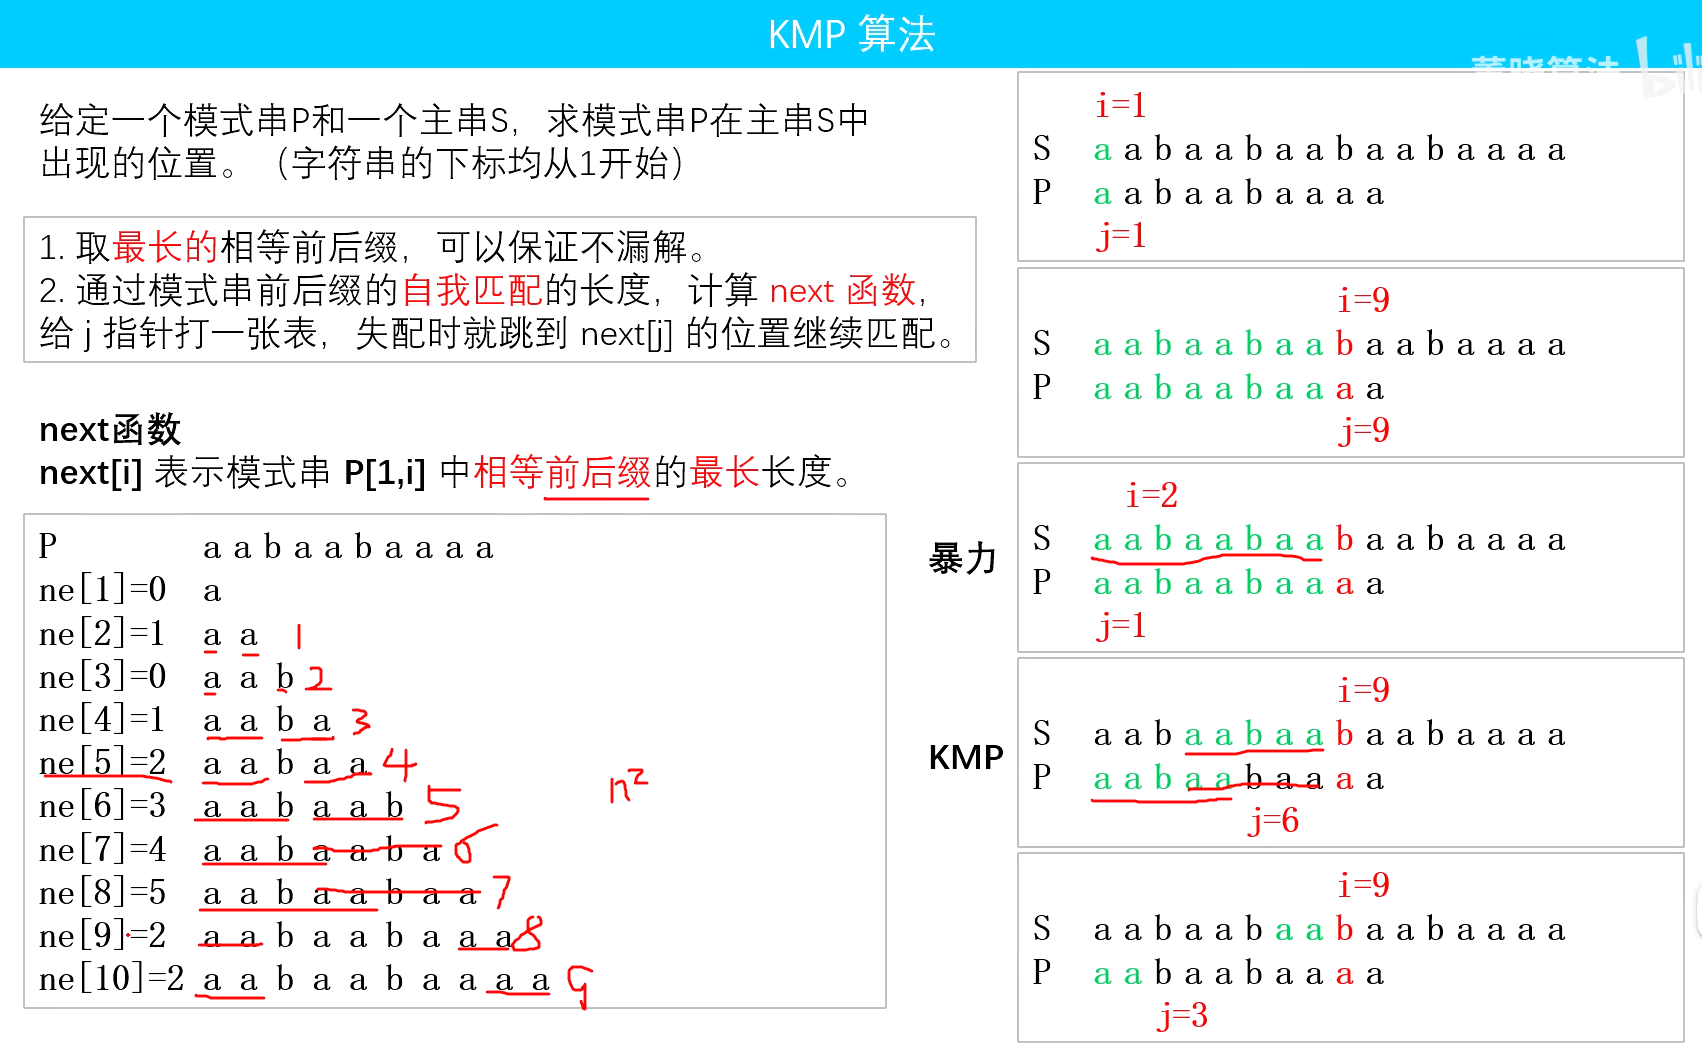 KMP 算法
董晓算法 bili
给定一个模式串P和一个主串S，求模式串P在主串S中
出现的位置。（字符串的下标均从1开始）
1. 取最长的相等前后缀，可以保证不漏解。
2. 通过模式串前后缀的自我匹配的长度，计算 next 函数，
给 j 指针打一张表，失配时就跳到 next[j] 的位置继续匹配。
next函数
next[i] 表示模式串 P[1,i] 中相等前后缀的最长长度。
P a a b a a b a a a a
ne[1]=0 a
ne[2]=1 a a 1
ne[3]=0 a a b 2
ne[4]=1 a a b a 3
ne[5]=2 a a b a a 4
ne[6]=3 a a b a a b 5
ne[7]=4 a a b a a b a 6
ne[8]=5 a a b a a b a a 7
ne[9]=2 a a b a a b a a a 8
ne[10]=2 a a b a a b a a a a 9
n²
i=1
S a a b a a b a a b a a b a a a a
P a a b a a b a a a a
j=1
i=9
S a a b a a b a a b a a b a a a a
P a a b a a b a a a a
j=9
暴力
i=2
S a a b a a b a a b a a b a a a a
P a a b a a b a a a a
j=1
KMP
i=9
S a a b a a b a a b a a b a a a a
P a a b a a b a a a a
j=6
i=9
S a a b a a b a a b a a b a a a a
P a a b a a b a a a a
j=3